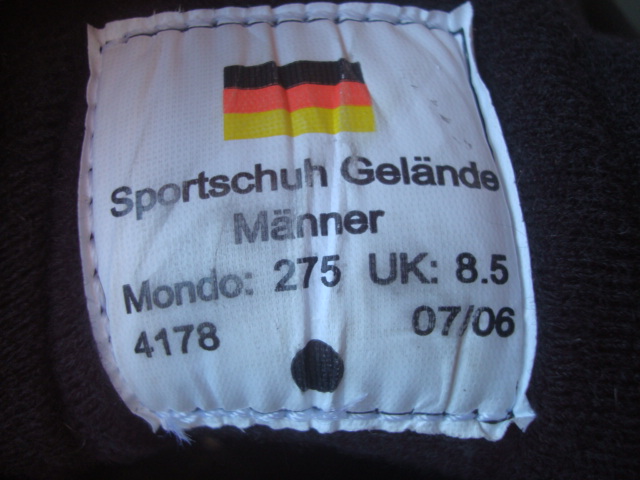 Sportschuh Gelände
Männer
Mondo: 275 UK: 8.5
4178 07/06